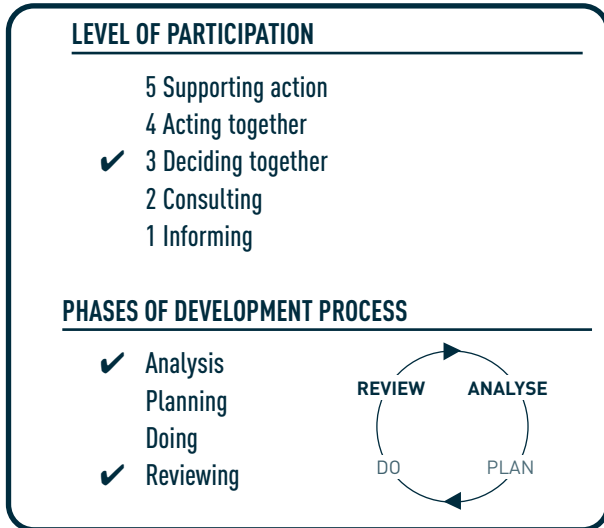 LEVEL OF PARTICIPATION
5 Supporting action
4 Acting together
✔ 3 Deciding together
2 Consulting
1 Informing
PHASES OF DEVELOPMENT PROCESS
✔ Analysis
Planning
Doing
✔ Reviewing
REVIEW ANALYSE
DO PLAN